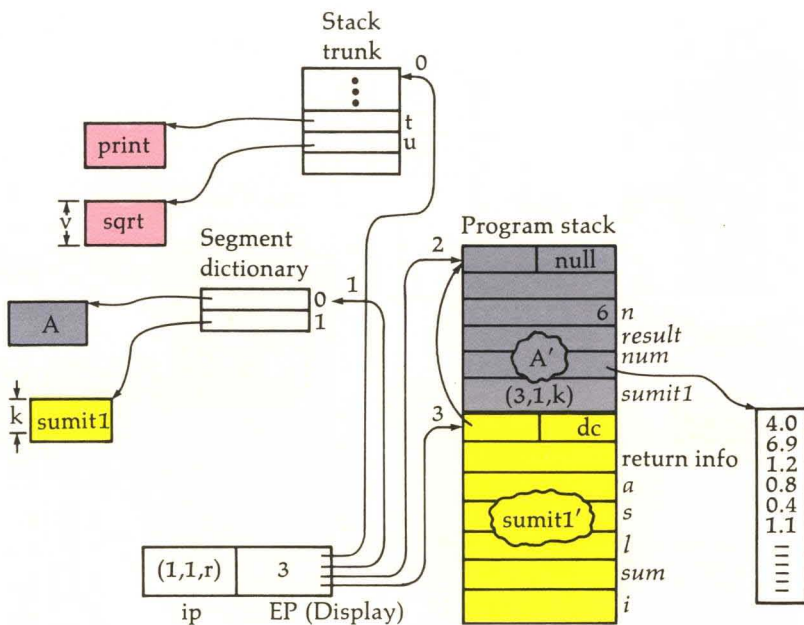 Stack
trunk
0
t
u
print
sqrt
v
Segment
dictionary
1
0
1
A
k
sumit1
Program stack
2
null
6 n
result
A′ num
(3,1,k) sumit1
3
dc
return info
a
sumit1′ s
l
sum
i
4.0
6.9
1.2
0.8
0.4
1.1
(1,1,r) 3
ip EP (Display)